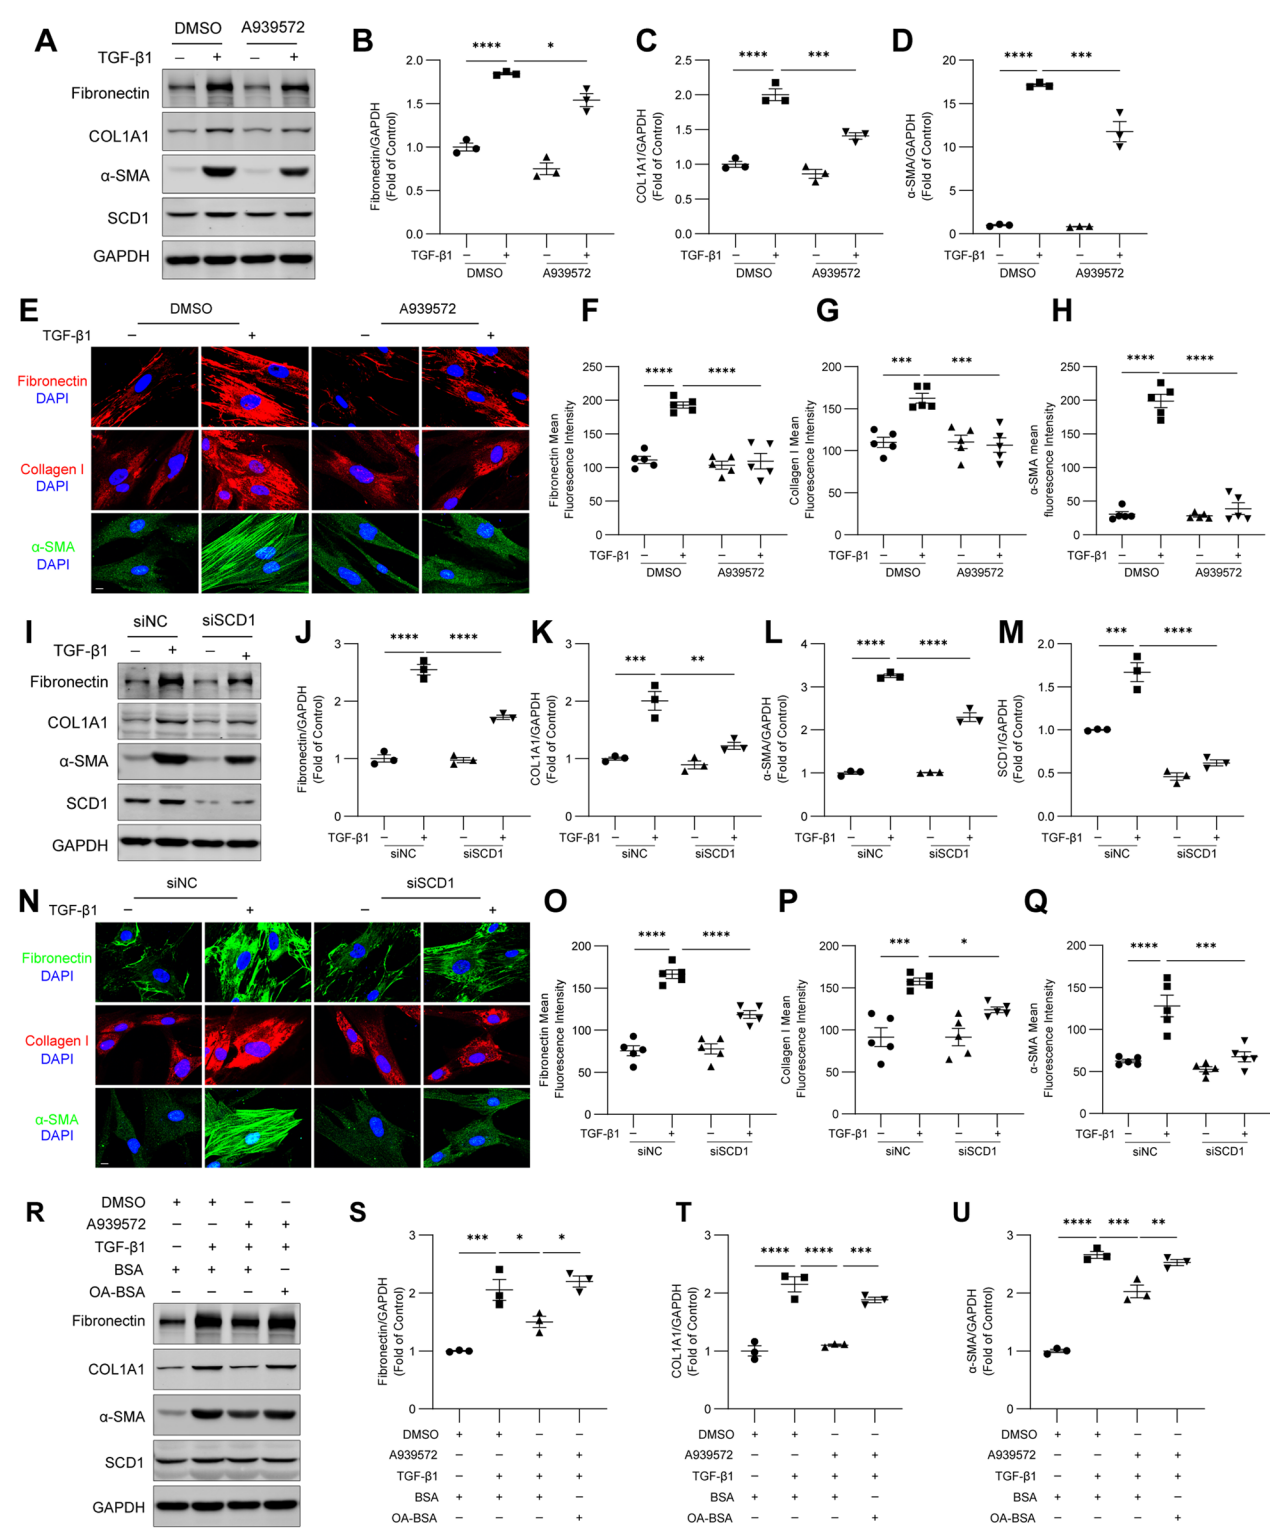 A
DMSO A939572
TGF-β1 – + – +
Fibronectin
COL1A1
α-SMA
SCD1
GAPDH
B
Fibronectin/GAPDH
(Fold of Control)
2.0
1.5
1.0
0.5
0.0
**** *
TGF-β1 – + – +
DMSO A939572
C
COL1A1/GAPDH
(Fold of Control)
2.5
2.0
1.5
1.0
0.5
0.0
**** ***
TGF-β1 – + – +
DMSO A939572
D
α-SMA/GAPDH
(Fold of Control)
20
15
10
5
0
**** ***
TGF-β1 – + – +
DMSO A939572
E
DMSO A939572
TGF-β1 – + – +
Fibronectin
DAPI
Collagen I
DAPI
α-SMA
DAPI
F
Fibronectin Mean
Fluorescence Intensity
250
200
150
100
50
0
**** ****
TGF-β1 – + – +
DMSO A939572
G
Collagen I Mean
Fluorescence Intensity
200
150
100
50
0
*** ***
TGF-β1 – + – +
DMSO A939572
H
α-SMA mean
fluorescence Intensity
250
200
150
100
50
0
**** ****
TGF-β1 – + – +
DMSO A939572
I
siNC siSCD1
TGF-β1 – + – +
Fibronectin
COL1A1
α-SMA
SCD1
GAPDH
J
Fibronectin/GAPDH
(Fold of Control)
3
2
1
0
**** ****
TGF-β1 – + – +
siNC siSCD1
K
COL1A1/GAPDH
(Fold of Control)
3
2
1
0
*** **
TGF-β1 – + – +
siNC siSCD1
L
α-SMA/GAPDH
(Fold of Control)
4
3
2
1
0
**** ****
TGF-β1 – + – +
siNC siSCD1
M
SCD1/GAPDH
(Fold of Control)
2.0
1.5
1.0
0.5
0.0
*** ****
TGF-β1 – + – +
siNC siSCD1
N
siNC siSCD1
TGF-β1 – + – +
Fibronectin
DAPI
Collagen I
DAPI
α-SMA
DAPI
O
Fibronectin Mean
Fluorescence Intensity
200
150
100
50
0
**** ****
TGF-β1 – + – +
siNC siSCD1
P
Collagen I Mean
Fluorescence Intensity
200
150
100
50
0
*** *
TGF-β1 – + – +
siNC siSCD1
Q
α-SMA Mean
Fluorescence Intensity
200
150
100
50
0
**** ***
TGF-β1 – + – +
siNC siSCD1
R
DMSO + + – –
A939572 – – + +
TGF-β1 – + + +
BSA + + + –
OA-BSA – – – +
Fibronectin
COL1A1
α-SMA
SCD1
GAPDH
S
Fibronectin/GAPDH
(Fold of Control)
3
2
1
0
*** * *
DMSO + + – –
A939572 – – + +
TGF-β1 – + + +
BSA + + + –
OA-BSA – – – +
T
COL1A1/GAPDH
(Fold of Control)
3
2
1
0
**** **** ***
DMSO + + – –
A939572 – – + +
TGF-β1 – + + +
BSA + + + –
OA-BSA – – – +
U
α-SMA/GAPDH
(Fold of Control)
3
2
1
0
**** *** **
DMSO + + – –
A939572 – – + +
TGF-β1 – + + +
BSA + + + –
OA-BSA – – – +